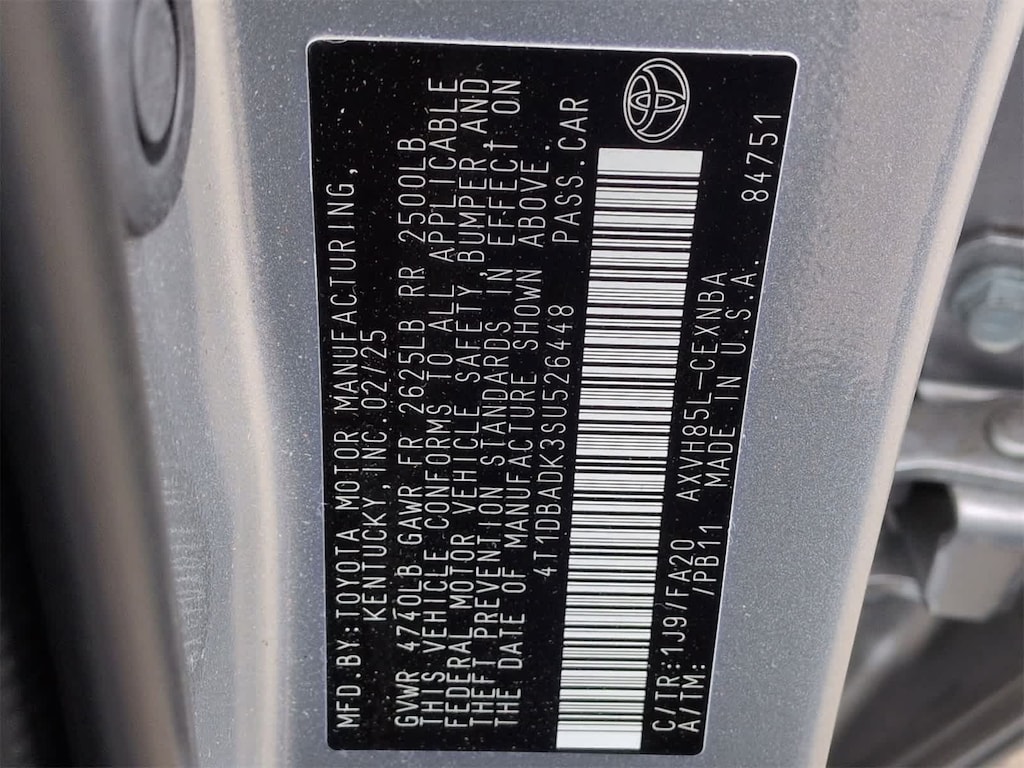 MFD.BY:TOYOTA MOTOR MANUFACTURING,
KENTUCKY, INC.02/25
GVWR 4740LB GAWR FR 2625LB RR 2500LB
THIS VEHICLE CONFORMS TO ALL APPLICABLE
FEDERAL MOTOR VEHICLE SAFETY, BUMPER, AND
THEFT PREVENTION STANDARDS IN EFFECT ON
THE DATE OF MANUFACTURE SHOWN ABOVE.
4T1DBADK3SU526448 PASS.CAR
C/TR:1J9/FA20 AXVH85L-CEXNBA
A/TM: /PB11 MADE IN U.S.A. 84751